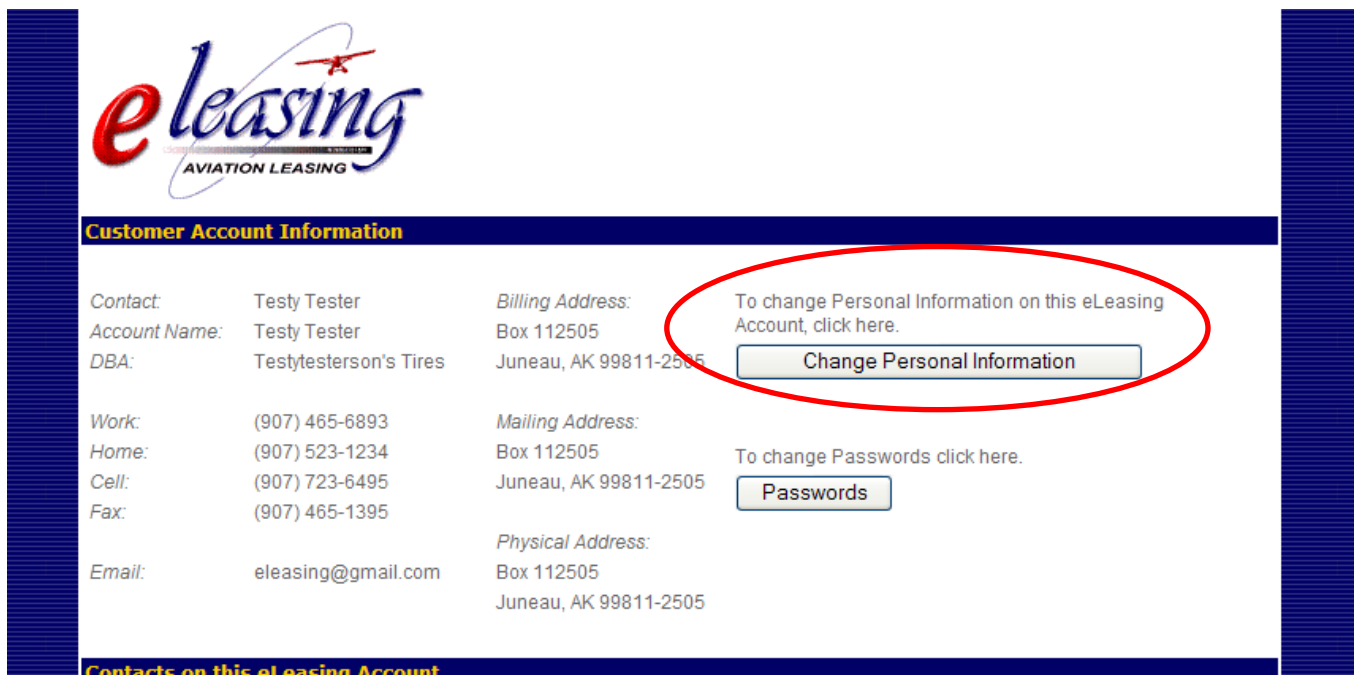 eleasing
AVIATION LEASING
Customer Account Information
Contact: Testy Tester
Account Name: Testy Tester
DBA: Testytesterson's Tires
Work: (907) 465-6893
Home: (907) 523-1234
Cell: (907) 723-6495
Fax: (907) 465-1395
Email: eleasing@gmail.com
Billing Address:
Box 112505
Juneau, AK 99811-2505
Mailing Address:
Box 112505
Juneau, AK 99811-2505
Physical Address:
Box 112505
Juneau, AK 99811-2505
To change Personal Information on this eLeasing
Account, click here.
Change Personal Information
To change Passwords click here.
Passwords
Contacts on this eLeasing Account